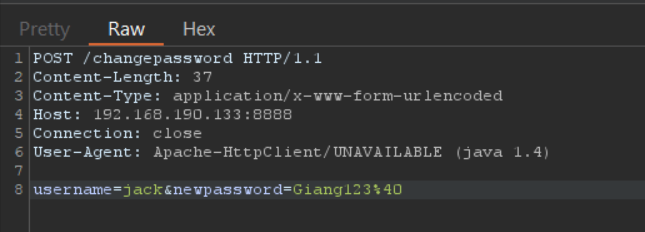 Pretty Raw Hex
1 POST /changepassword HTTP/1.1
2 Content-Length: 37
3 Content-Type: application/x-www-form-urlencoded
4 Host: 192.168.190.133:8888
5 Connection: close
6 User-Agent: Apache-HttpClient/UNAVAILABLE (java 1.4)
7
8 username=jack&newpassword=Giang123%40